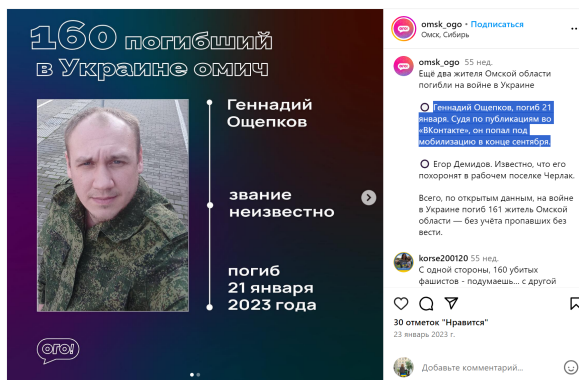 160 погибший
в Украине омич
Геннадий
Ощепков
звание
неизвестно
погиб
21 января
2023 года
ОГО!
omsk_ogo • Подписаться
Омск, Сибирь
omsk_ogo 55 нед.
Ещё два жителя Омской области
погибли на войне в Украине
Геннадий Ощепков, погиб 21
января. Судя по публикациям во
«ВКонтакте», он попал под
мобилизацию в конце сентября.
Егор Демидов. Известно, что его
похоронят в рабочем поселке Черлак.
Всего, по открытым данным, на войне
в Украине погиб 161 житель Омской
области — без учёта пропавших без
вести.
korse200120 55 нед.
С одной стороны, 160 убитых
фашистов - подумаешь... с другой
30 отметок "Нравится"
23 январь 2023 г.
Добавьте комментарий...